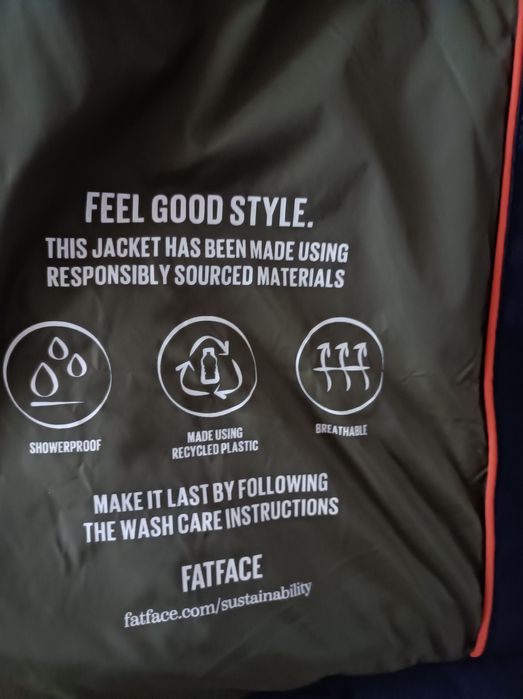 FEEL GOOD STYLE.
THIS JACKET HAS BEEN MADE USING
RESPONSIBLY SOURCED MATERIALS
SHOWERPROOF
MADE USING
RECYCLED PLASTIC
BREATHABLE
MAKE IT LAST BY FOLLOWING
THE WASH CARE INSTRUCTIONS
FATFACE
fatface.com/sustainability